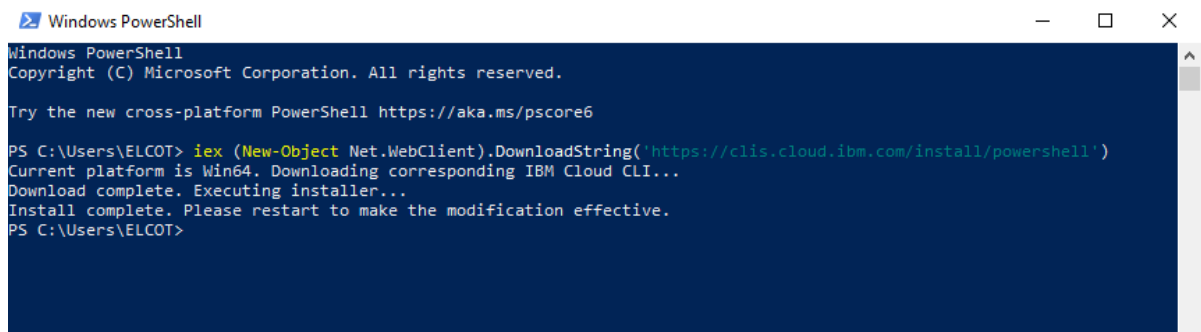 Windows PowerShell
Windows PowerShell
Copyright (C) Microsoft Corporation. All rights reserved.
Try the new cross-platform PowerShell https://aka.ms/pscore6
PS C:\Users\ELCOT> iex (New-Object Net.WebClient).DownloadString('https://clis.cloud.ibm.com/install/powershell')
Current platform is Win64. Downloading corresponding IBM Cloud CLI...
Download complete. Executing installer...
Install complete. Please restart to make the modification effective.
PS C:\Users\ELCOT>